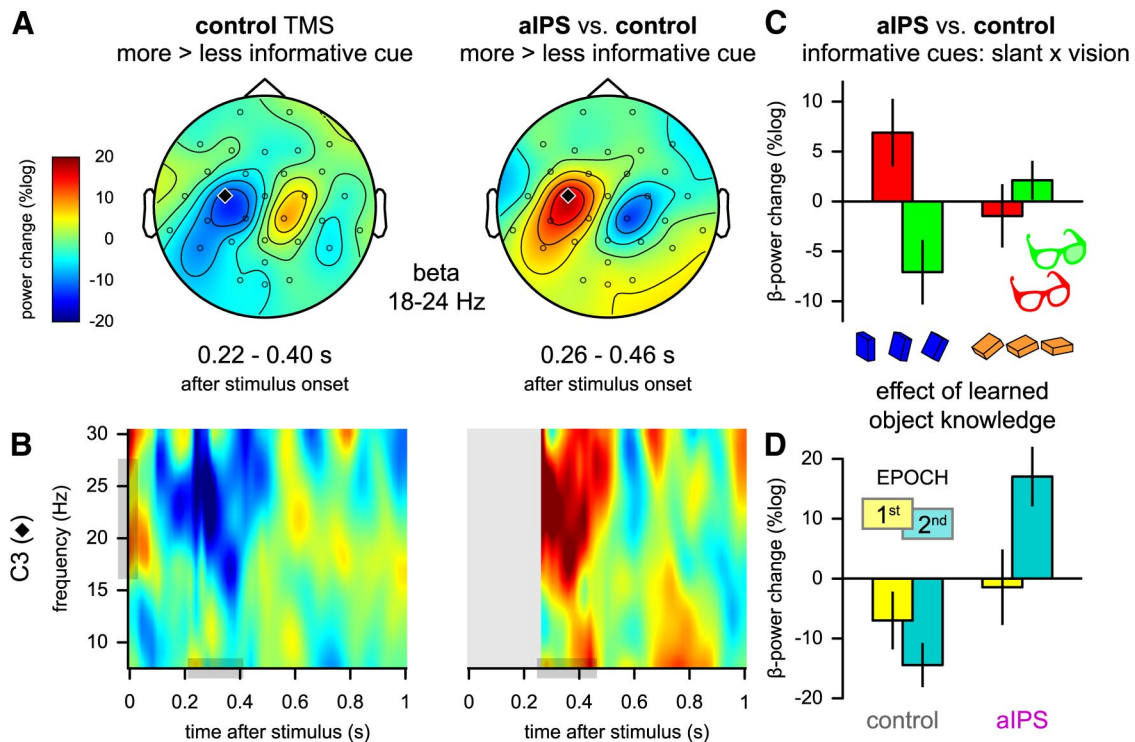 A
control TMS
more > less informative cue
aIPS vs. control
more > less informative cue
power change (%log)
20
10
0
-10
-20
beta
18-24 Hz
0.22 - 0.40 s
after stimulus onset
0.26 - 0.46 s
after stimulus onset
B
C3 (◆)
frequency (Hz)
30
25
20
15
10
0 0.2 0.4 0.6 0.8 1
time after stimulus (s)
0 0.2 0.4 0.6 0.8 1
time after stimulus (s)
C
aIPS vs. control
informative cues: slant x vision
β-power change (%log)
10
5
0
-5
-10
effect of learned
object knowledge
D
β-power change (%log)
20
10
0
-10
-20
EPOCH
1st
2nd
control
aIPS